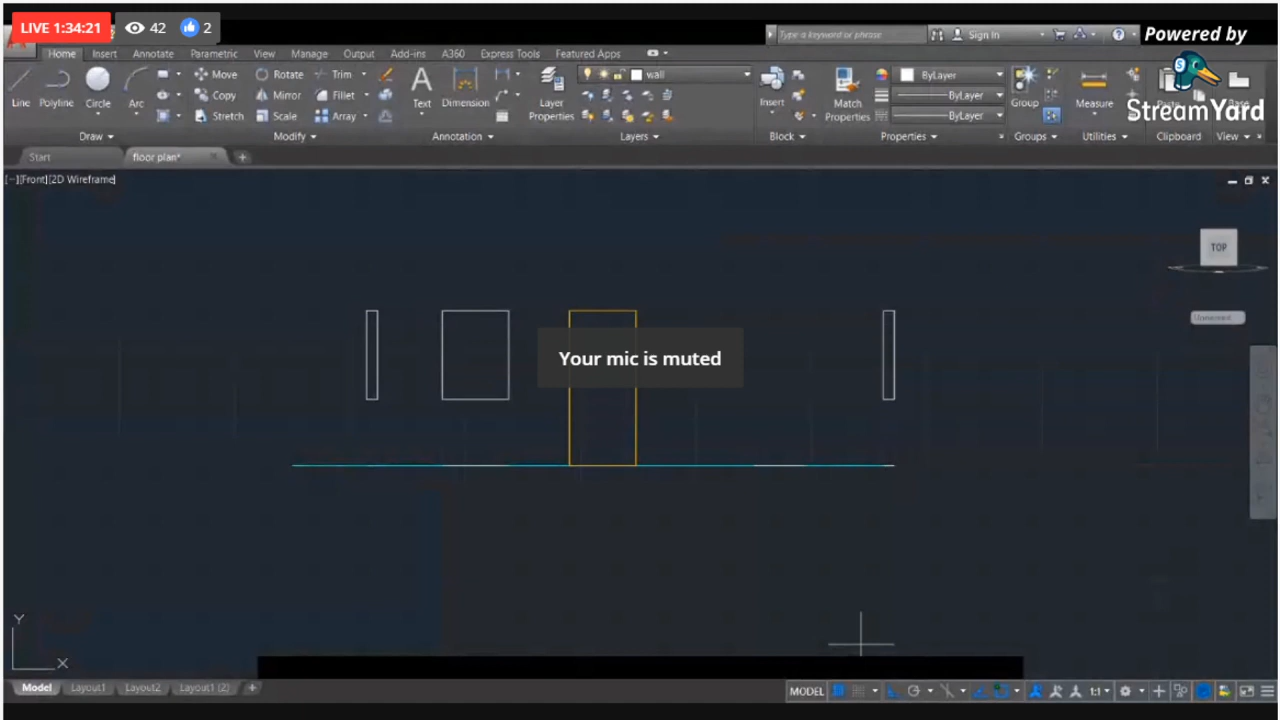 LIVE 1:34:21 42 2
Type a keyword or phrase Sign In Powered by
Home Insert Annotate Parametric View Manage Output Add-ins A360 Express Tools Featured Apps
Move Rotate Trim wall ByLayer
Line Polyline Circle Arc Copy Mirror Fillet Text Dimension Layer Properties Insert Match Properties ByLayer Group Measure
Stretch Scale Array ByLayer StreamYard
Draw Modify Annotation Layers Block Properties Groups Utilities Clipboard View
Start floor plan*
[−][Front][2D Wireframe]
TOP
Unnamed
Your mic is muted
Y
X
Model Layout1 Layout2 Layout1 (2) MODEL 1:1